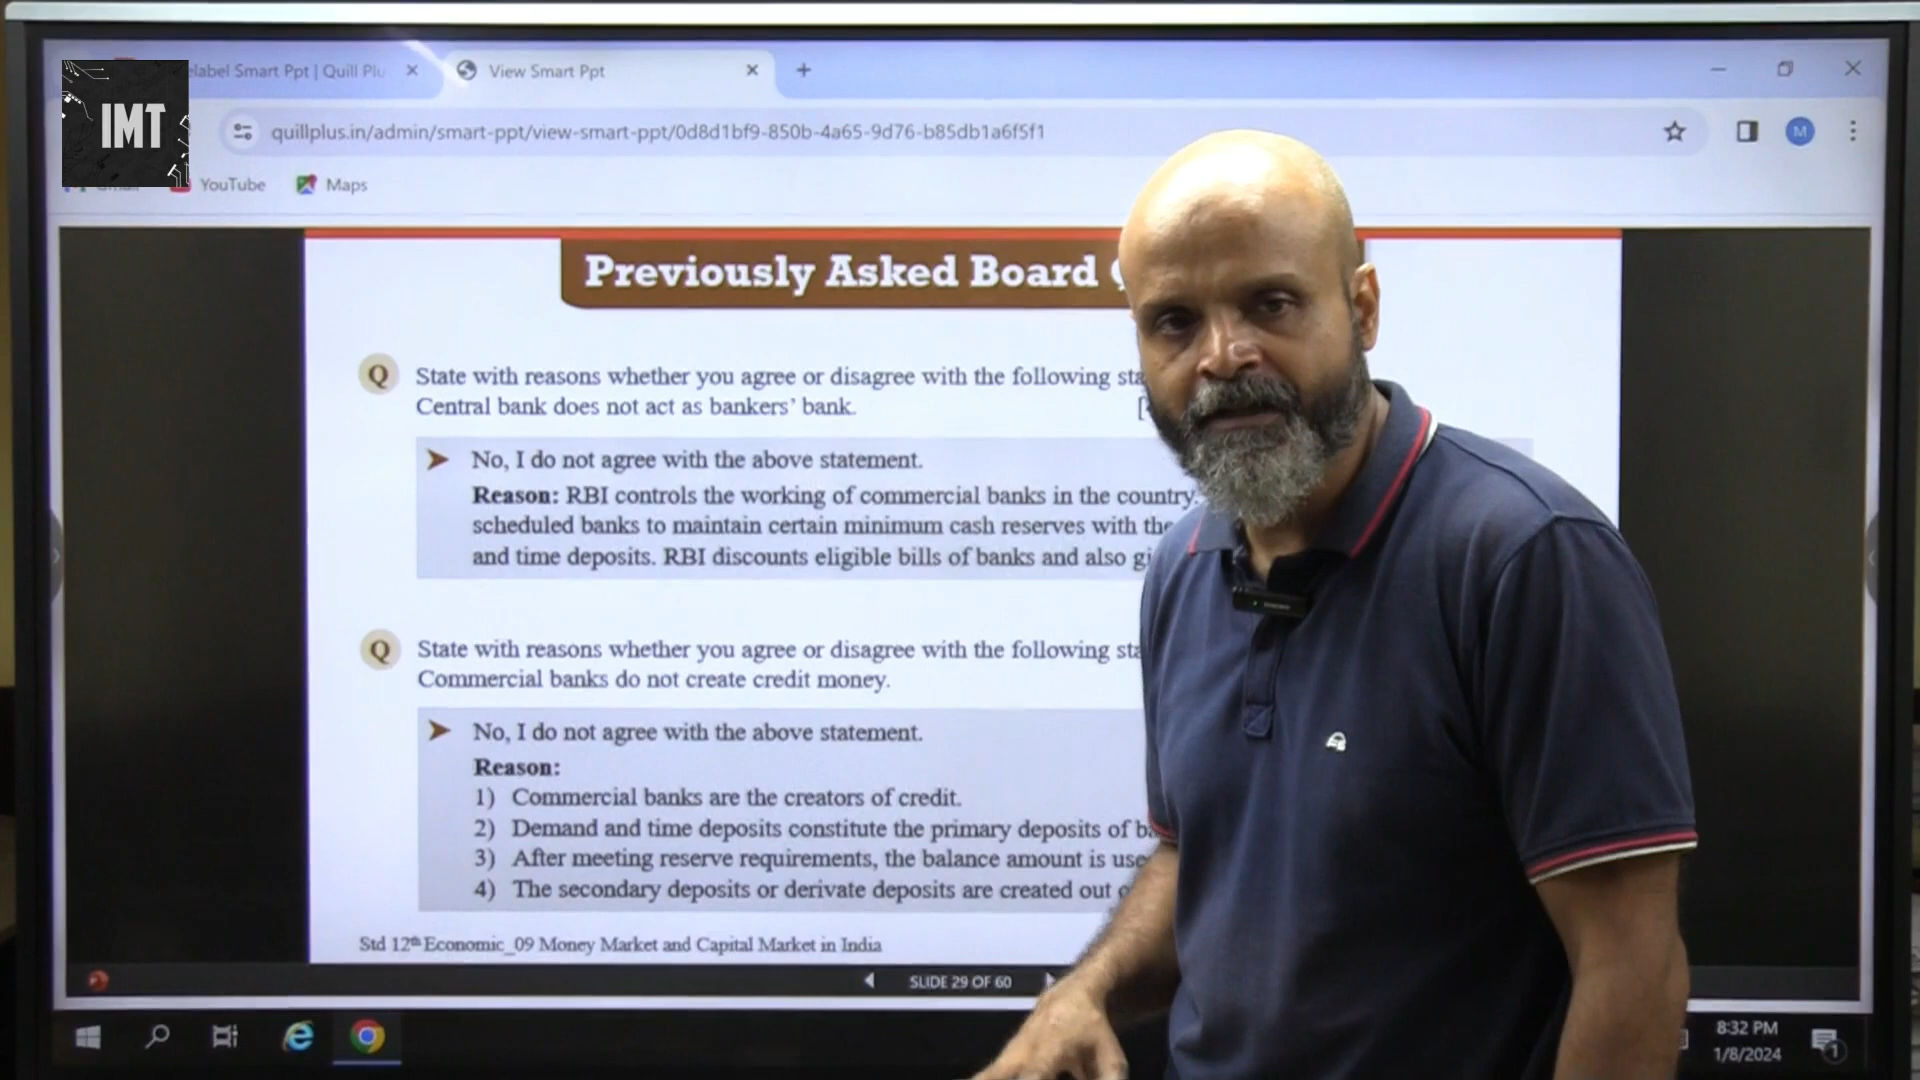 IMT
elabel Smart Ppt | Quill Plu
View Smart Ppt
quillplus.in/admin/smart-ppt/view-smart-ppt/0d8d1bf9-850b-4a65-9d76-b85db1a6f5f1
M
YouTube
Maps
Previously Asked Board
Q
State with reasons whether you agree or disagree with the following
Central bank does not act as bankers' bank.
➤ No, I do not agree with the above statement.
Reason: RBI controls the working of commercial banks in the country.
scheduled banks to maintain certain minimum cash reserves with the
and time deposits. RBI discounts eligible bills of banks and also
Q
State with reasons whether you agree or disagree with the following
Commercial banks do not create credit money.
➤ No, I do not agree with the above statement.
Reason:
1) Commercial banks are the creators of credit.
2) Demand and time deposits constitute the primary deposits of
3) After meeting reserve requirements, the balance amount is
4) The secondary deposits or derivate deposits are created out
Std 12th Economic_09 Money Market and Capital Market in India
SLIDE 29 OF 60
8:32 PM
1/8/2024
1